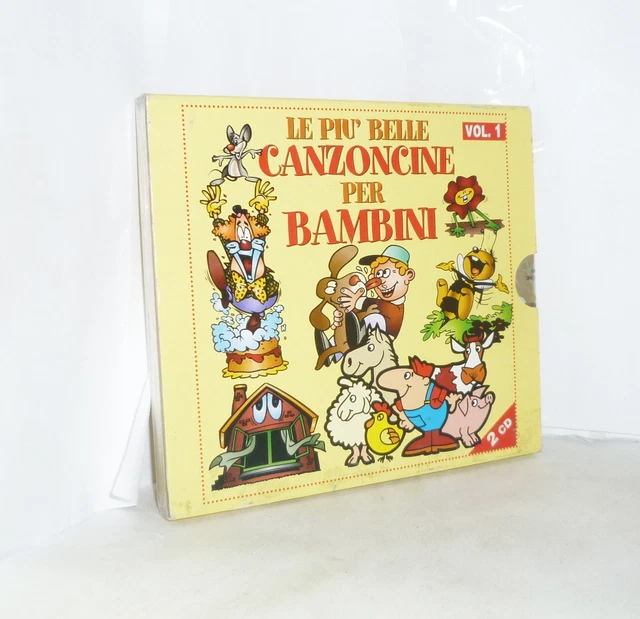 LE PIU' BELLE
VOL. 1
CANZONCINE
PER
BAMBINI
2 CD